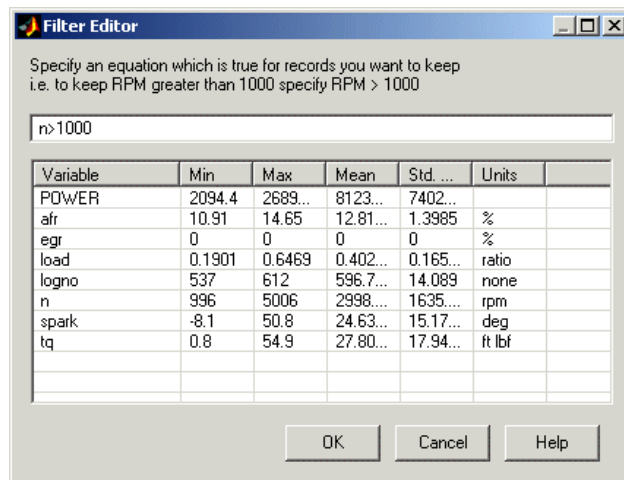 Filter Editor
Specify an equation which is true for records you want to keep
i.e. to keep RPM greater than 1000 specify RPM > 1000
n>1000
Variable Min Max Mean Std. ... Units
POWER 2094.4 2689... 8123... 7402...
afr 10.91 14.65 12.81... 1.3985 %
egr 0 0 0 0 %
load 0.1901 0.6469 0.402... 0.165... ratio
logno 537 612 596.7... 14.089 none
n 996 5006 2998.... 1635.... rpm
spark -8.1 50.8 24.63... 15.17... deg
tq 0.8 54.9 27.80... 17.94... ft lbf
OK Cancel Help